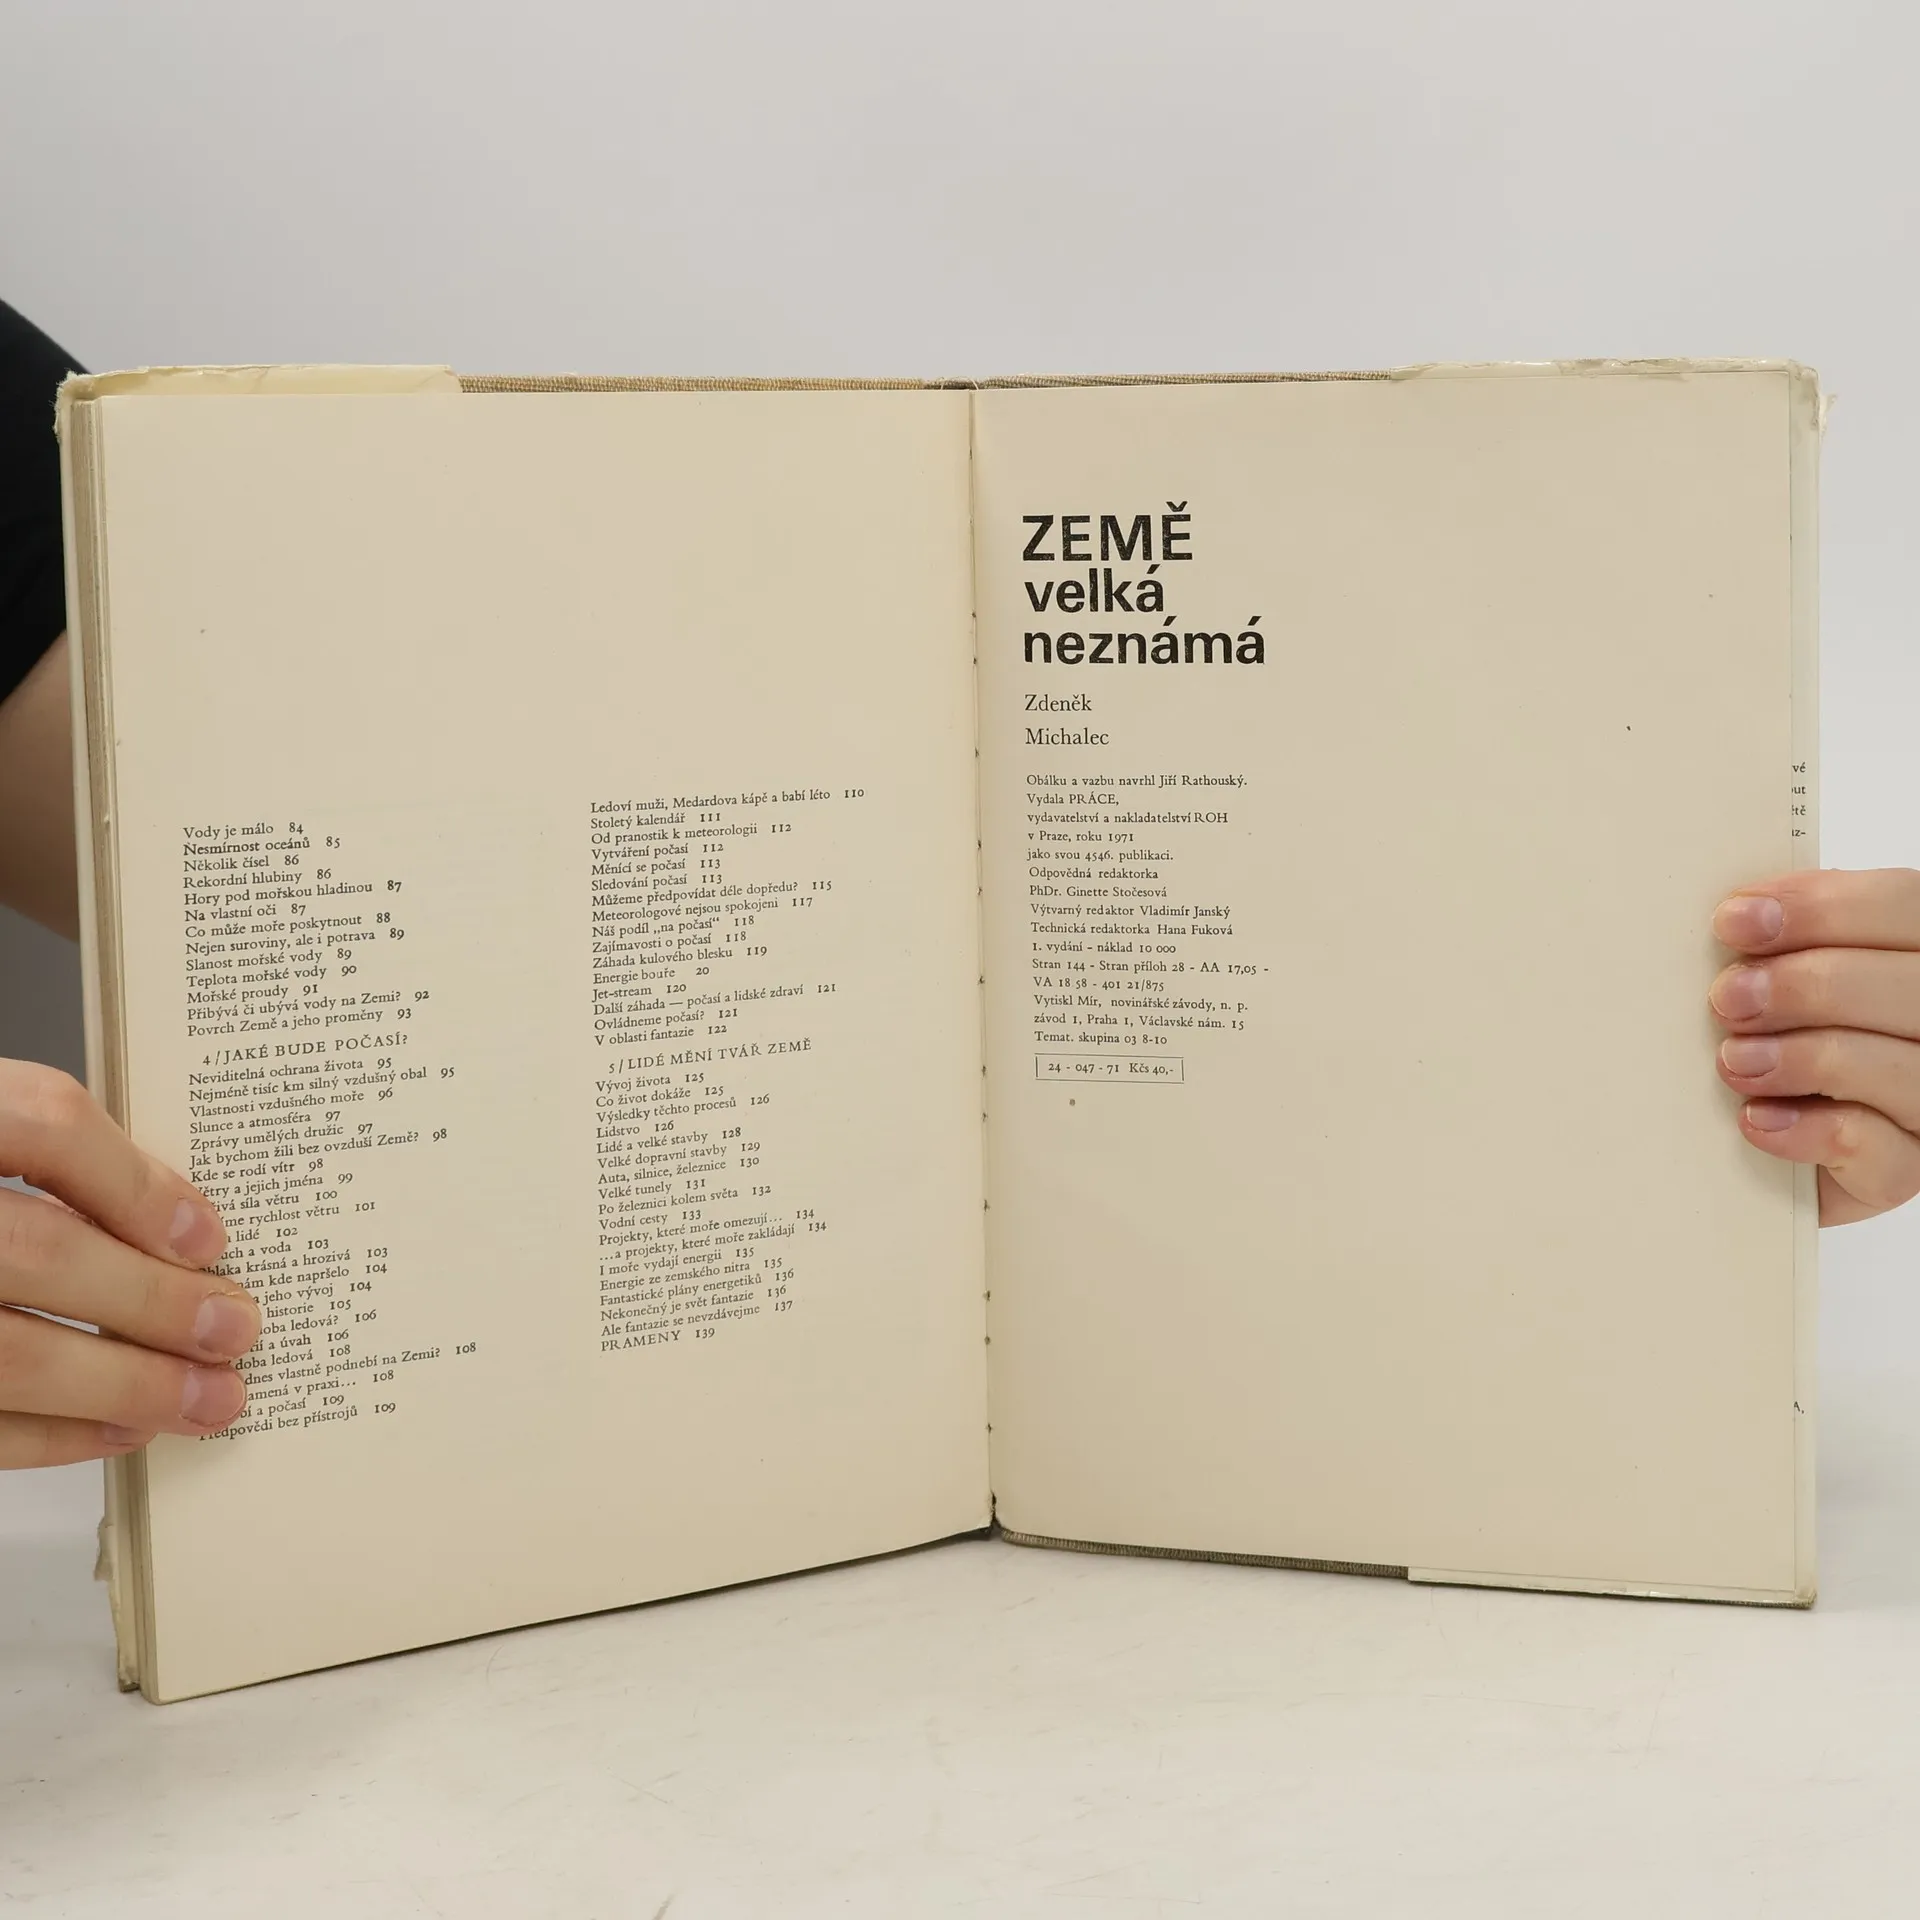 Vody je málo 84
Nesmírnost oceánů 85
Několik čísel 86
Rekordní hlubiny 86
Hory pod mořskou hladinou 87
Na vlastní oči 87
Co může moře poskytnout 88
Nejen suroviny, ale i potrava 89
Slanost mořské vody 89
Teplota mořské vody 90
Mořské proudy 91
Přibývá či ubývá vody na Zemi? 92
Povrch Země a jeho proměny 93
4/JAKÉ BUDE POČASÍ?
Neviditelná ochrana života 95
Nejméně tisíc km silný vzdušný obal 95
Vlastnosti vzdušného moře 96
Slunce a atmosféra 97
Zprávy umělých družic 97
Jak bychom žili bez ovzduší Země? 98
Kde se rodí vítr 98
Větry a jejich jména 99
síla větru 100
rychlost větru 101
lidé 102
a voda 103
Oblaka krásná a hrozivá 103
kde napršelo 104
a jeho vývoj 104
historie 105
doba ledová? 106
a úvah 106
doba ledová 108
dnes vlastně podnebí na Zemi? 108
v praxi... 108
a počasí 109
Předpovědi bez přístrojů 109
Ledoví muži, Medardova kápě a babí léto 110
Stoletý kalendář 111
Od pranostik k meteorologii 112
Vytváření počasí 112
Měnící se počasí 113
Sledování počasí 113
Můžeme předpovídat déle dopředu? 115
Meteorologové nejsou spokojeni 117
Náš podíl „na počasí“ 118
Zajímavosti o počasí 118
Záhada kulového blesku 119
Energie bouře 20
Jet-stream 120
Další záhada — počasí a lidské zdraví 121
Ovládneme počasí? 121
V oblasti fantazie 122
5/LIDÉ MĚNÍ TVÁŘ ZEMĚ
Vývoj života 125
Co život dokáže 125
Výsledky těchto procesů 126
Lidstvo 126
Lidé a velké stavby 128
Velké dopravní stavby 129
Auta, silnice, železnice 130
Velké tunely 131
Po železnici kolem světa 132
Vodní cesty 133
Projekty, které moře omezují... 134
...a projekty, které moře zakládají 134
I moře vydají energii 135
Energie ze zemského nitra 135
Fantastické plány energetiků 136
Nekonečný je svět fantazie 136
Ale fantazie se nevzdávejme 137
PRAMENY 139
ZEMĚ
velká
neznámá
Zdeněk
Michalec
Obálku a vazbu navrhl Jiří Rathouský.
Vydala PRÁCE,
vydavatelství a nakladatelství ROH
v Praze, roku 1971
jako svou 4546. publikaci.
Odpovědná redaktorka
PhDr. Ginette Stočesová
Výtvarný redaktor Vladimír Janský
Technická redaktorka Hana Fuková
1. vydání - náklad 10 000
Stran 144 - Stran příloh 28 - AA 17,05 -
VA 18 58 - 401 21/875
Vytiskl Mír, novinářské závody, n. p.
závod 1, Praha 1, Václavské nám. 15
Temat. skupina 03 8-10
24 - 047 - 71 Kčs 40,-